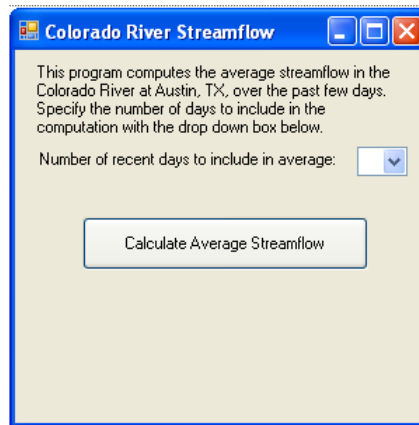 Colorado River Streamflow
This program computes the average streamflow in the
Colorado River at Austin, TX, over the past few days.
Specify the number of days to include in the
computation with the drop down box below.
Number of recent days to include in average:
Calculate Average Streamflow